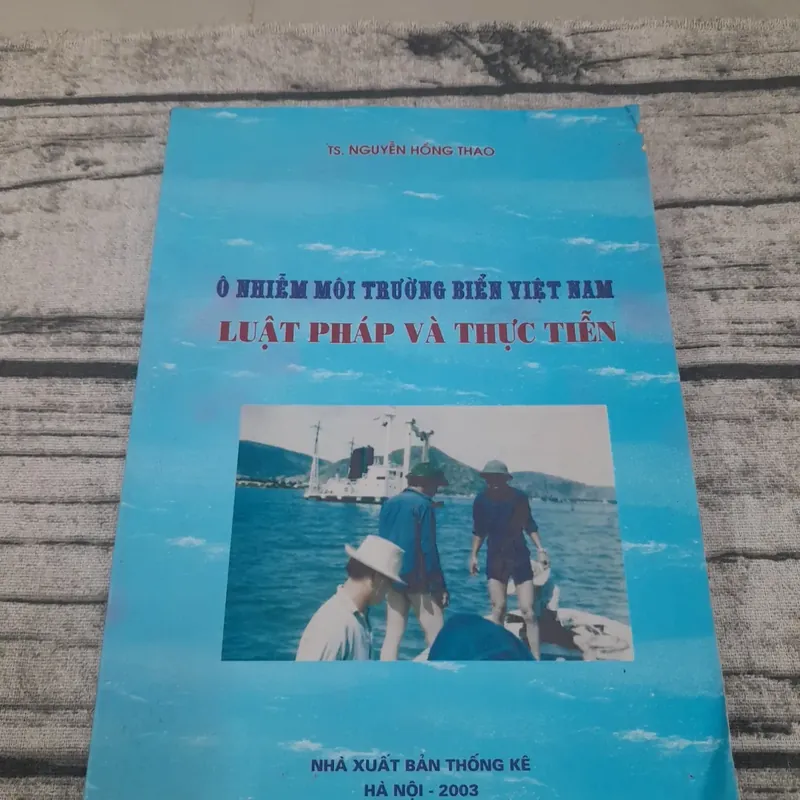 TS. NGUYỄN HỒNG THAO
Ô NHIỄM MÔI TRƯỜNG BIỂN VIỆT NAM
LUẬT PHÁP VÀ THỰC TIỄN
NHÀ XUẤT BẢN THỐNG KÊ
HÀ NỘI - 2003